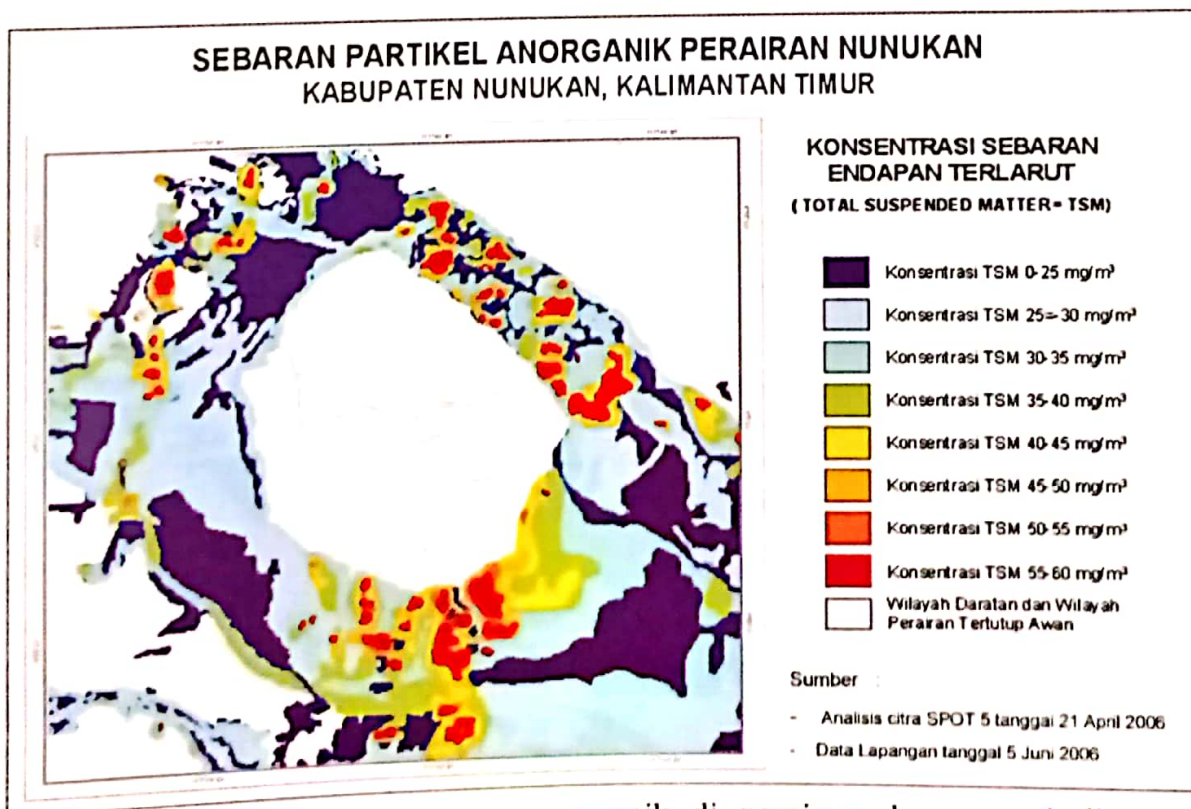 SEBARAN PARTIKEL ANORGANIK PERAIRAN NUNUKAN
KABUPATEN NUNUKAN, KALIMANTAN TIMUR
KONSENTRASI SEBARAN
ENDAPAN TERLARUT
(TOTAL SUSPENDED MATTER= TSM)
Konsentrasi TSM 0-25 mg/m³
Konsentrasi TSM 25=-30 mg/m³
Konsentrasi TSM 30-35 mg/m³
Konsentrasi TSM 35-40 mg/m³
Konsentrasi TSM 40-45 mg/m³
Konsentrasi TSM 45-50 mg/m³
Konsentrasi TSM 50-55 mg/m³
Konsentrasi TSM 55-60 mg/m³
Wilayah Daratan dan Wilayah
Perairan Tertutup Awan
Sumber :
- Analisis citra SPOT 5 tanggal 21 April 2006
- Data Lapangan tanggal 5 Juni 2006